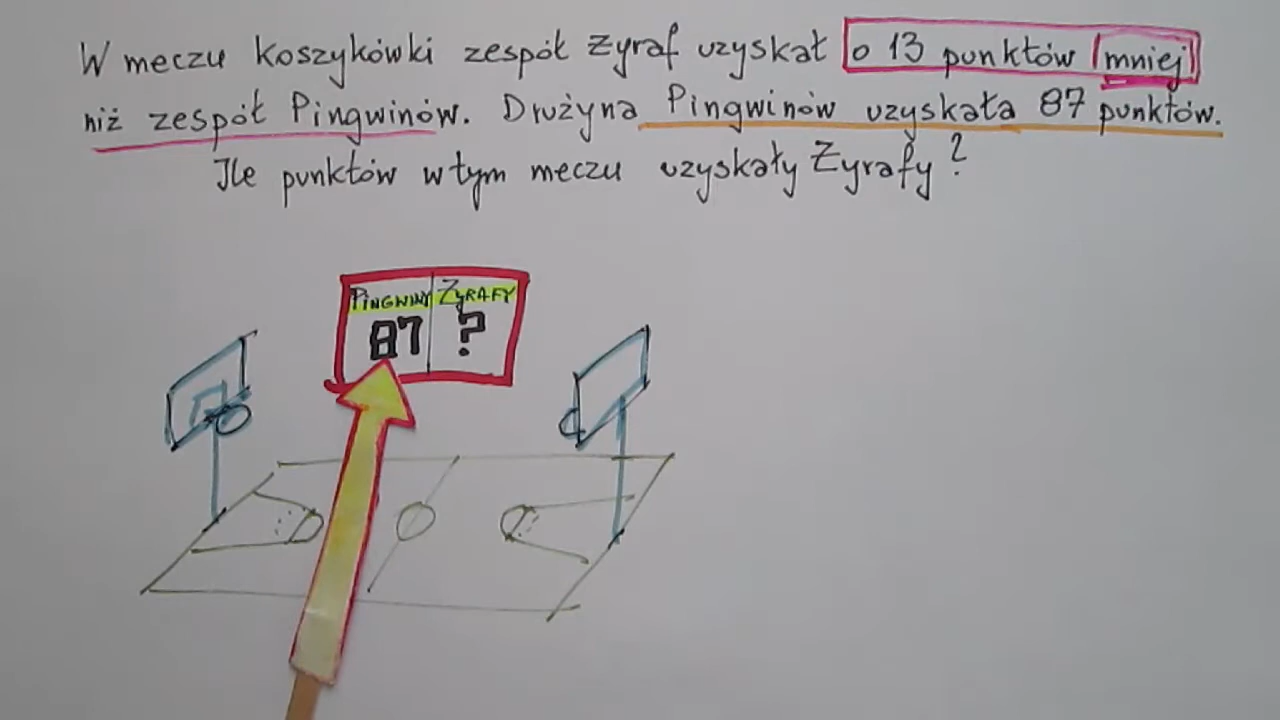 W meczu koszykówki zespół Żyraf uzyskał o 13 punktów mniej
niż zespół Pingwinów. Drużyna Pingwinów uzyskała 87 punktów.
Ile punktów w tym meczu uzyskały Żyrafy?
PINGWINY ŻYRAFY
87 ?